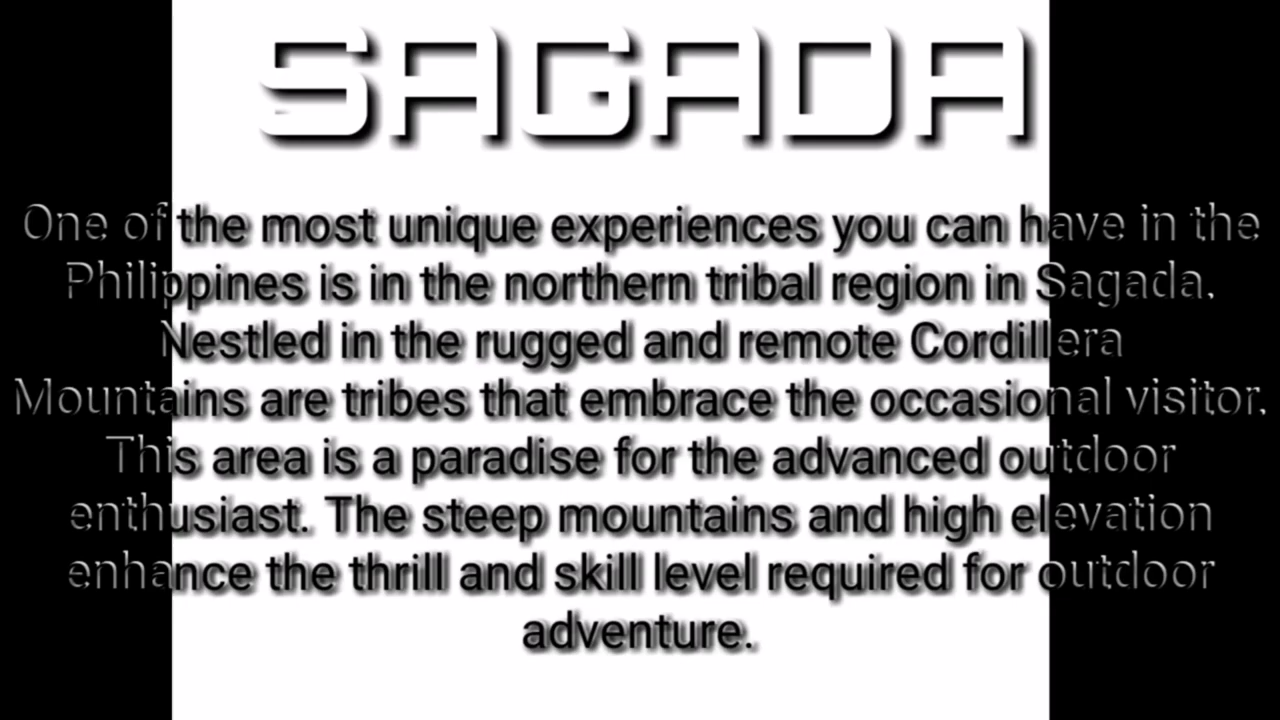 SAGADA
One of the most unique experiences you can have in the
Philippines is in the northern tribal region in Sagada.
Nestled in the rugged and remote Cordillera
Mountains are tribes that embrace the occasional visitor.
This area is a paradise for the advanced outdoor
enthusiast. The steep mountains and high elevation
enhance the thrill and skill level required for outdoor
adventure.